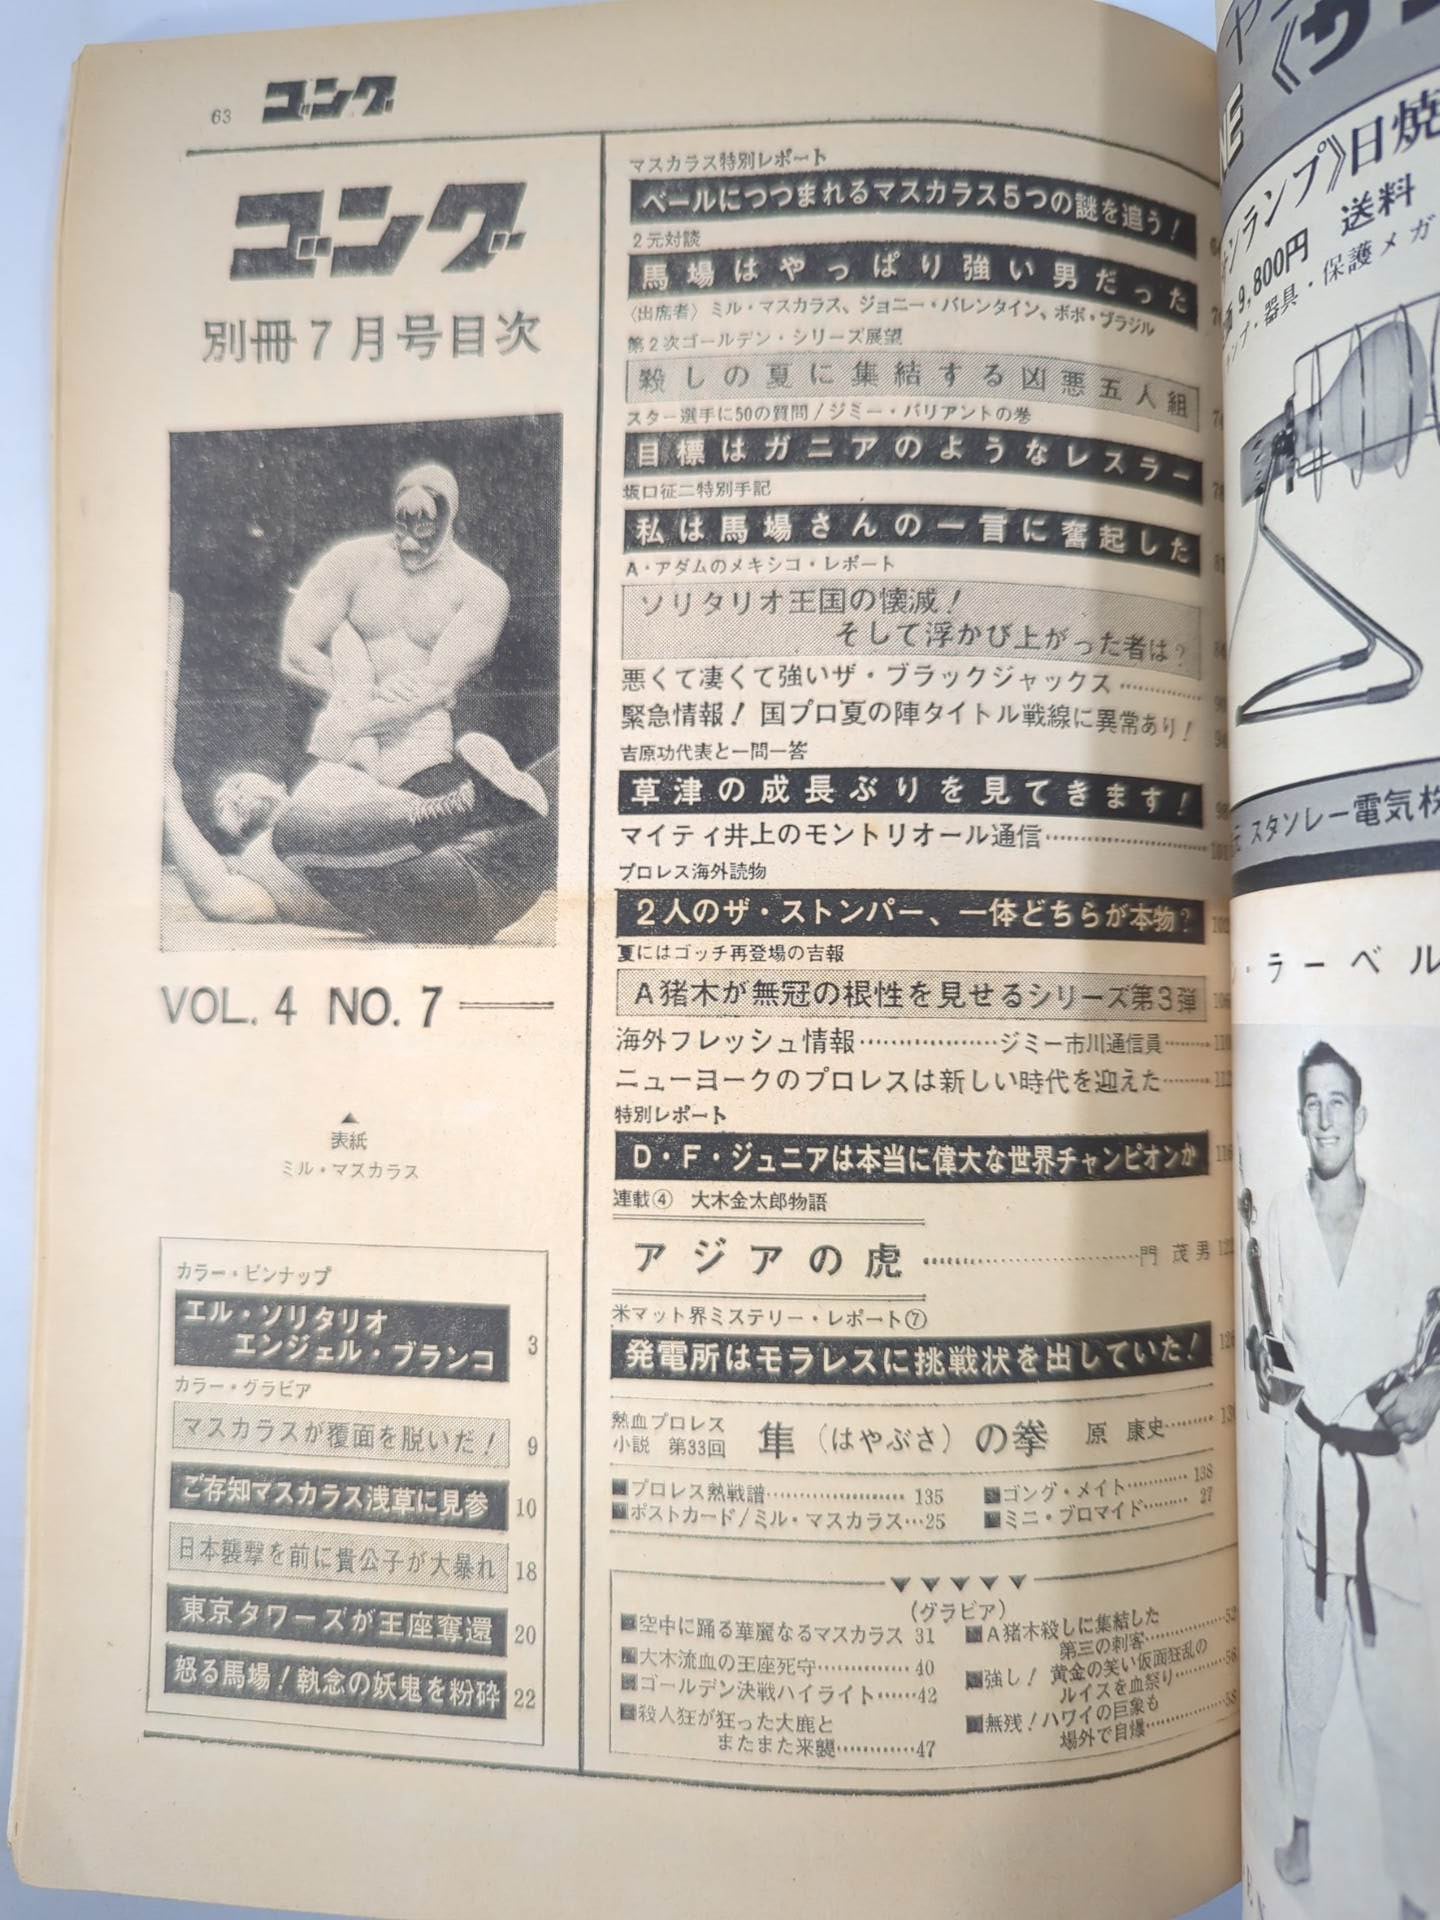 63 ゴング
ゴング
別冊7月号目次
VOL. 4 NO. 7
▲
表紙
ミル・マスカラス
カラー・ピンナップ
エル・ソリタリオ
エンジェル・ブランコ 3
カラー・グラビア
マスカラスが覆面を脱いだ！ 9
ご存知マスカラス浅草に見参 10
日本襲撃を前に貴公子が大暴れ 18
東京タワーズが王座奪還 20
怒る馬場！執念の妖鬼を粉砕 22
マスカラス特別レポート
ベールにつつまれるマスカラス5つの謎を追う！
2元対談
馬場はやっぱり強い男だった
〈出席者〉ミル・マスカラス、ジョニー・バレンタイン、ボボ・ブラジル
第2次ゴールデン・シリーズ展望
殺しの夏に集結する凶悪五人組
スター選手に50の質問/ジミー・バリアントの巻
目標はガニアのようなレスラー
坂口征二特別手記
私は馬場さんの一言に奮起した
A・アダムのメキシコ・レポート
ソリタリオ王国の懐滅！
そして浮かび上がった者は？
悪くて凄くて強いザ・ブラックジャックス
緊急情報！ 国プロ夏の陣タイトル戦線に異常あり！
吉原功代表と一問一答
草津の成長ぶりを見てきます！ 98
マイティ井上のモントリオール通信
プロレス海外読物
2人のザ・ストンパー、一体どちらが本物？ 102
夏にはゴッチ再登場の吉報
A猪木が無冠の根性を見せるシリーズ第3弾 106
海外フレッシュ情報 ジミー市川通信員 110
ニューヨークのプロレスは新しい時代を迎えた 112
特別レポート
D・F・ジュニアは本当に偉大な世界チャンピオンか 116
連載④ 大木金太郎物語
アジアの虎 門 茂男 122
米マット界ミステリー・レポート⑦
発電所はモラレスに挑戦状を出していた！
熱血プロレス
小説 第33回 隼（はやぶさ）の拳 原 康史
■プロレス熱戦譜 135
■ゴング・メイト 138
■ポストカード/ミル・マスカラス…25
■ミニ・ブロマイド 27
▼▼▼▼▼
（グラビア）
■空中に踊る華麗なるマスカラス 31
■大木流血の王座死守 40
■ゴールデン決戦ハイライト 42
■殺人狂が狂った大鹿と
またまた来襲 47
■A猪木殺しに集結した
第三の刺客 52
■強し！ 黄金の笑い仮面狂乱の
ルイスを血祭り 56
■無残！ハワイの巨象も
場外で自爆 58
日焼
ンランプ》
送料
9,800円
ンプ・器具・保護メガ
元 スタンレー電気株
ン・ラーベル